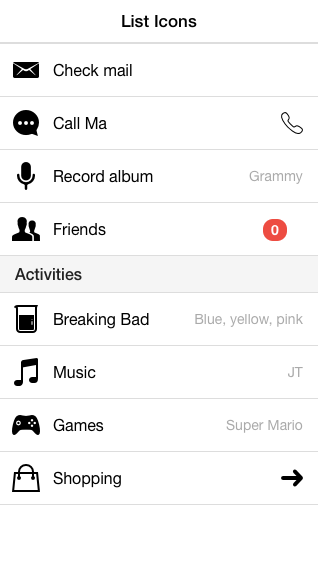 List Icons
Check mail
Call Ma
Record album Grammy
Friends 0
Activities
Breaking Bad Blue, yellow, pink
Music JT
Games Super Mario
Shopping